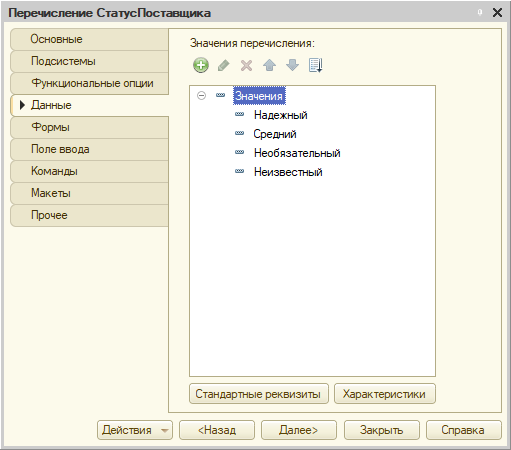 Перечисление СтатусПоставщика
Основные
Подсистемы
Функциональные опции
Данные
Формы
Поле ввода
Команды
Макеты
Прочее
Значения перечисления:
Значения
Надежный
Средний
Необязательный
Неизвестный
Стандартные реквизиты Характеристики
Действия <Назад Далее> Закрыть Справка